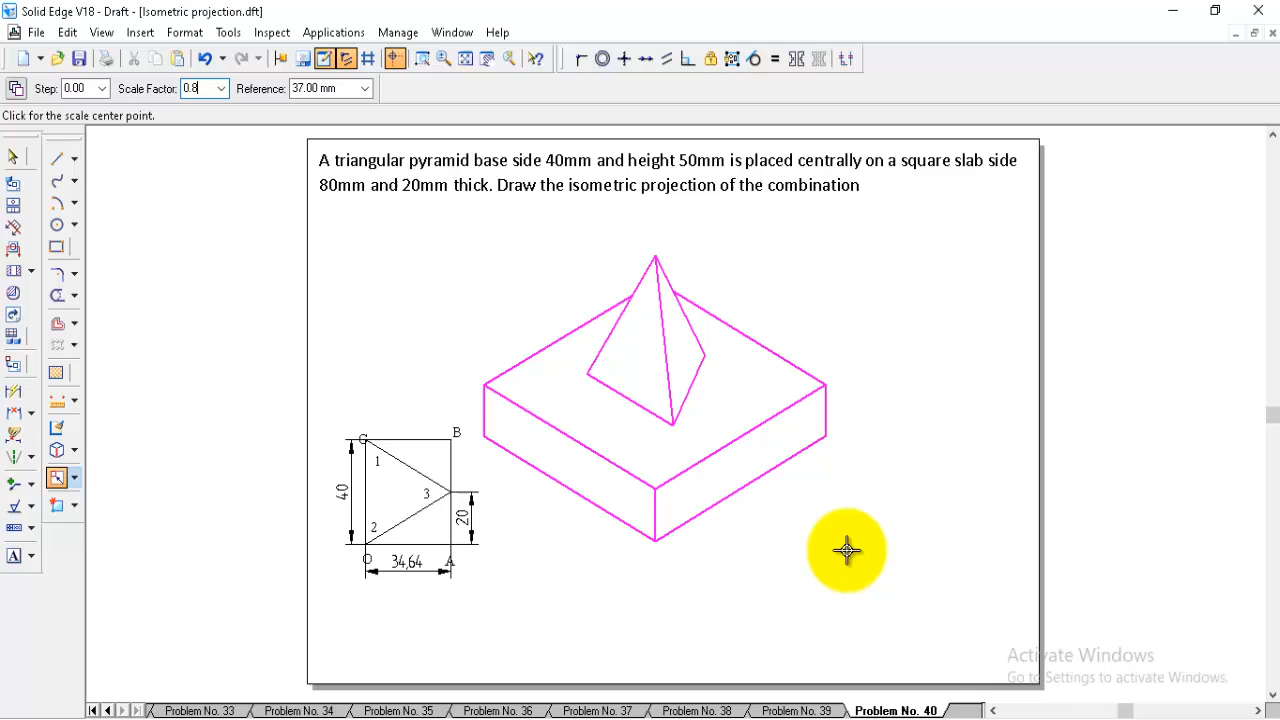 Solid Edge V18 - Draft - [Isometric projection.dft]
File Edit View Insert Format Tools Inspect Applications Manage Window Help
Step: 0.00 Scale Factor: 0.8 Reference: 37.00 mm
Click for the scale center point.
A triangular pyramid base side 40mm and height 50mm is placed centrally on a square slab side
80mm and 20mm thick. Draw the isometric projection of the combination
B
1
40
3
20
2
O
34,64
A
Activate Windows
Go to Settings to activate Windows.
Problem No. 33 Problem No. 34 Problem No. 35 Problem No. 36 Problem No. 37 Problem No. 38 Problem No. 39 Problem No. 40